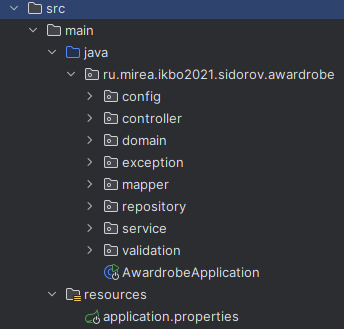 src
main
java
ru.mirea.ikbo2021.sidorov.awardrobe
config
controller
domain
exception
mapper
repository
service
validation
AwardrobeApplication
resources
application.properties